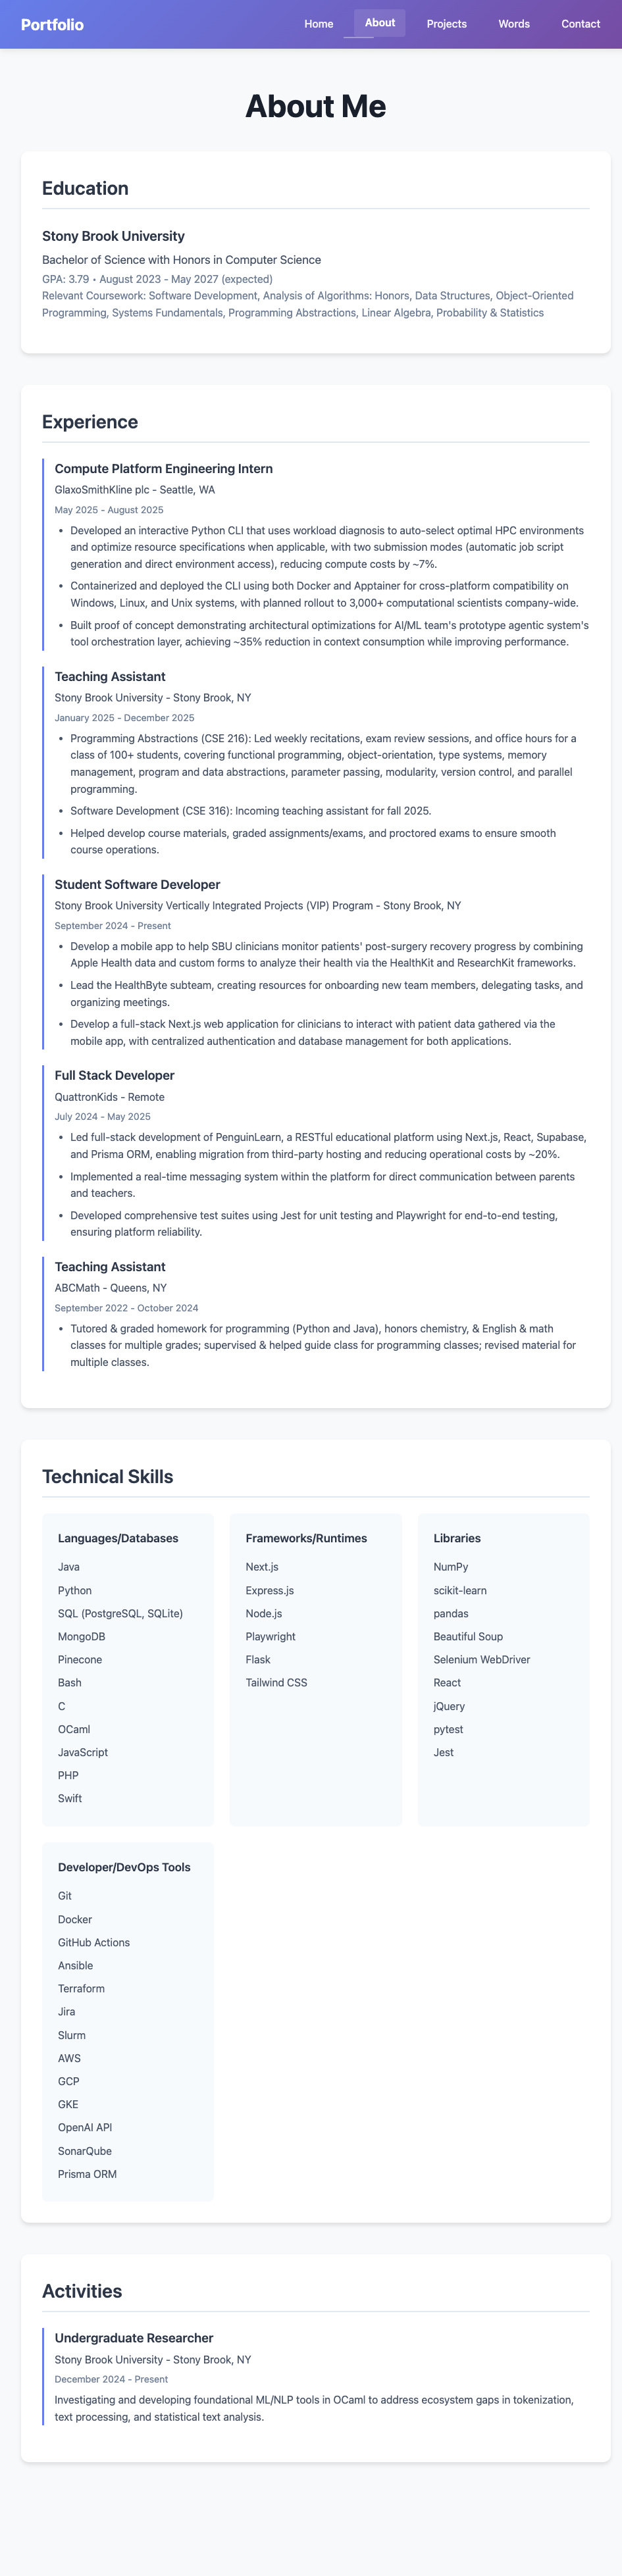 Portfolio
Home
About
Projects
Words
Contact
About Me
Education
Stony Brook University
Bachelor of Science with Honors in Computer Science
GPA: 3.79 • August 2023 - May 2027 (expected)
Relevant Coursework: Software Development, Analysis of Algorithms: Honors, Data Structures, Object-Oriented
Programming, Systems Fundamentals, Programming Abstractions, Linear Algebra, Probability & Statistics
Experience
Compute Platform Engineering Intern
GlaxoSmithKline plc - Seattle, WA
May 2025 - August 2025
• Developed an interactive Python CLI that uses workload diagnosis to auto-select optimal HPC environments
and optimize resource specifications when applicable, with two submission modes (automatic job script
generation and direct environment access), reducing compute costs by ~7%.
• Containerized and deployed the CLI using both Docker and Apptainer for cross-platform compatibility on
Windows, Linux, and Unix systems, with planned rollout to 3,000+ computational scientists company-wide.
• Built proof of concept demonstrating architectural optimizations for AI/ML team's prototype agentic system's
tool orchestration layer, achieving ~35% reduction in context consumption while improving performance.
Teaching Assistant
Stony Brook University - Stony Brook, NY
January 2025 - December 2025
• Programming Abstractions (CSE 216): Led weekly recitations, exam review sessions, and office hours for a
class of 100+ students, covering functional programming, object-orientation, type systems, memory
management, program and data abstractions, parameter passing, modularity, version control, and parallel
programming.
• Software Development (CSE 316): Incoming teaching assistant for fall 2025.
• Helped develop course materials, graded assignments/exams, and proctored exams to ensure smooth
course operations.
Student Software Developer
Stony Brook University Vertically Integrated Projects (VIP) Program - Stony Brook, NY
September 2024 - Present
• Develop a mobile app to help SBU clinicians monitor patients' post-surgery recovery progress by combining
Apple Health data and custom forms to analyze their health via the HealthKit and ResearchKit frameworks.
• Lead the HealthByte subteam, creating resources for onboarding new team members, delegating tasks, and
organizing meetings.
• Develop a full-stack Next.js web application for clinicians to interact with patient data gathered via the
mobile app, with centralized authentication and database management for both applications.
Full Stack Developer
QuattronKids - Remote
July 2024 - May 2025
• Led full-stack development of PenguinLearn, a RESTful educational platform using Next.js, React, Supabase,
and Prisma ORM, enabling migration from third-party hosting and reducing operational costs by ~20%.
• Implemented a real-time messaging system within the platform for direct communication between parents
and teachers.
• Developed comprehensive test suites using Jest for unit testing and Playwright for end-to-end testing,
ensuring platform reliability.
Teaching Assistant
ABCMath - Queens, NY
September 2022 - October 2024
• Tutored & graded homework for programming (Python and Java), honors chemistry, & English & math
classes for multiple grades; supervised & helped guide class for programming classes; revised material for
multiple classes.
Technical Skills
Languages/Databases
Java
Python
SQL (PostgreSQL, SQLite)
MongoDB
Pinecone
Bash
C
OCaml
JavaScript
PHP
Swift
Frameworks/Runtimes
Next.js
Express.js
Node.js
Playwright
Flask
Tailwind CSS
Libraries
NumPy
scikit-learn
pandas
Beautiful Soup
Selenium WebDriver
React
jQuery
pytest
Jest
Developer/DevOps Tools
Git
Docker
GitHub Actions
Ansible
Terraform
Jira
Slurm
AWS
GCP
GKE
OpenAI API
SonarQube
Prisma ORM
Activities
Undergraduate Researcher
Stony Brook University - Stony Brook, NY
December 2024 - Present
Investigating and developing foundational ML/NLP tools in OCaml to address ecosystem gaps in tokenization,
text processing, and statistical text analysis.